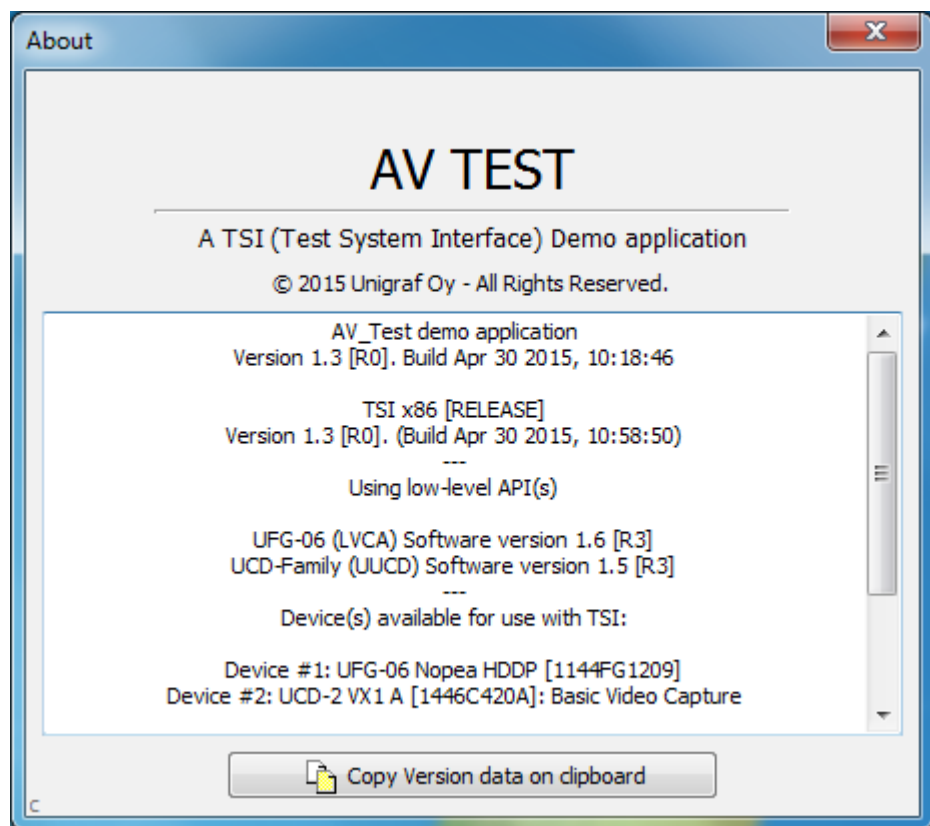 About
AV TEST
A TSI (Test System Interface) Demo application
© 2015 Unigraf Oy - All Rights Reserved.
AV_Test demo application
Version 1.3 [R0]. Build Apr 30 2015, 10:18:46
TSI x86 [RELEASE]
Version 1.3 [R0]. (Build Apr 30 2015, 10:58:50)
---
Using low-level API(s)
UFG-06 (LVCA) Software version 1.6 [R3]
UCD-Family (UUCD) Software version 1.5 [R3]
---
Device(s) available for use with TSI:
Device #1: UFG-06 Nopea HDDP [1144FG1209]
Device #2: UCD-2 VX1 A [1446C420A]: Basic Video Capture
Copy Version data on clipboard
c